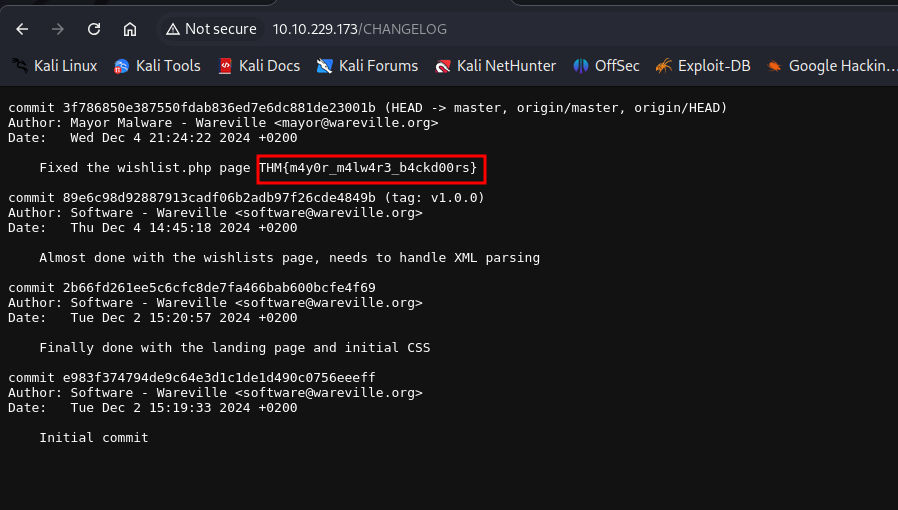 Not secure 10.10.229.173/CHANGELOG
Kali Linux Kali Tools Kali Docs Kali Forums Kali NetHunter OffSec Exploit-DB Google Hackin...
commit 3f786850e387550fdab836ed7e6dc881de23001b (HEAD -> master, origin/master, origin/HEAD)
Author: Mayor Malware - Wareville <mayor@wareville.org>
Date:   Wed Dec 4 21:24:22 2024 +0200
Fixed the wishlist.php page THM{m4y0r_m4lw4r3_b4ckd00rs}
commit 89e6c98d92887913cadf06b2adb97f26cde4849b (tag: v1.0.0)
Author: Software - Wareville <software@wareville.org>
Date:   Thu Dec 4 14:45:18 2024 +0200
Almost done with the wishlists page, needs to handle XML parsing
commit 2b66fd261ee5c6cfc8de7fa466bab600bcfe4f69
Author: Software - Wareville <software@wareville.org>
Date:   Tue Dec 2 15:20:57 2024 +0200
Finally done with the landing page and initial CSS
commit e983f374794de9c64e3d1c1de1d490c0756eeeff
Author: Software - Wareville <software@wareville.org>
Date:   Tue Dec 2 15:19:33 2024 +0200
Initial commit